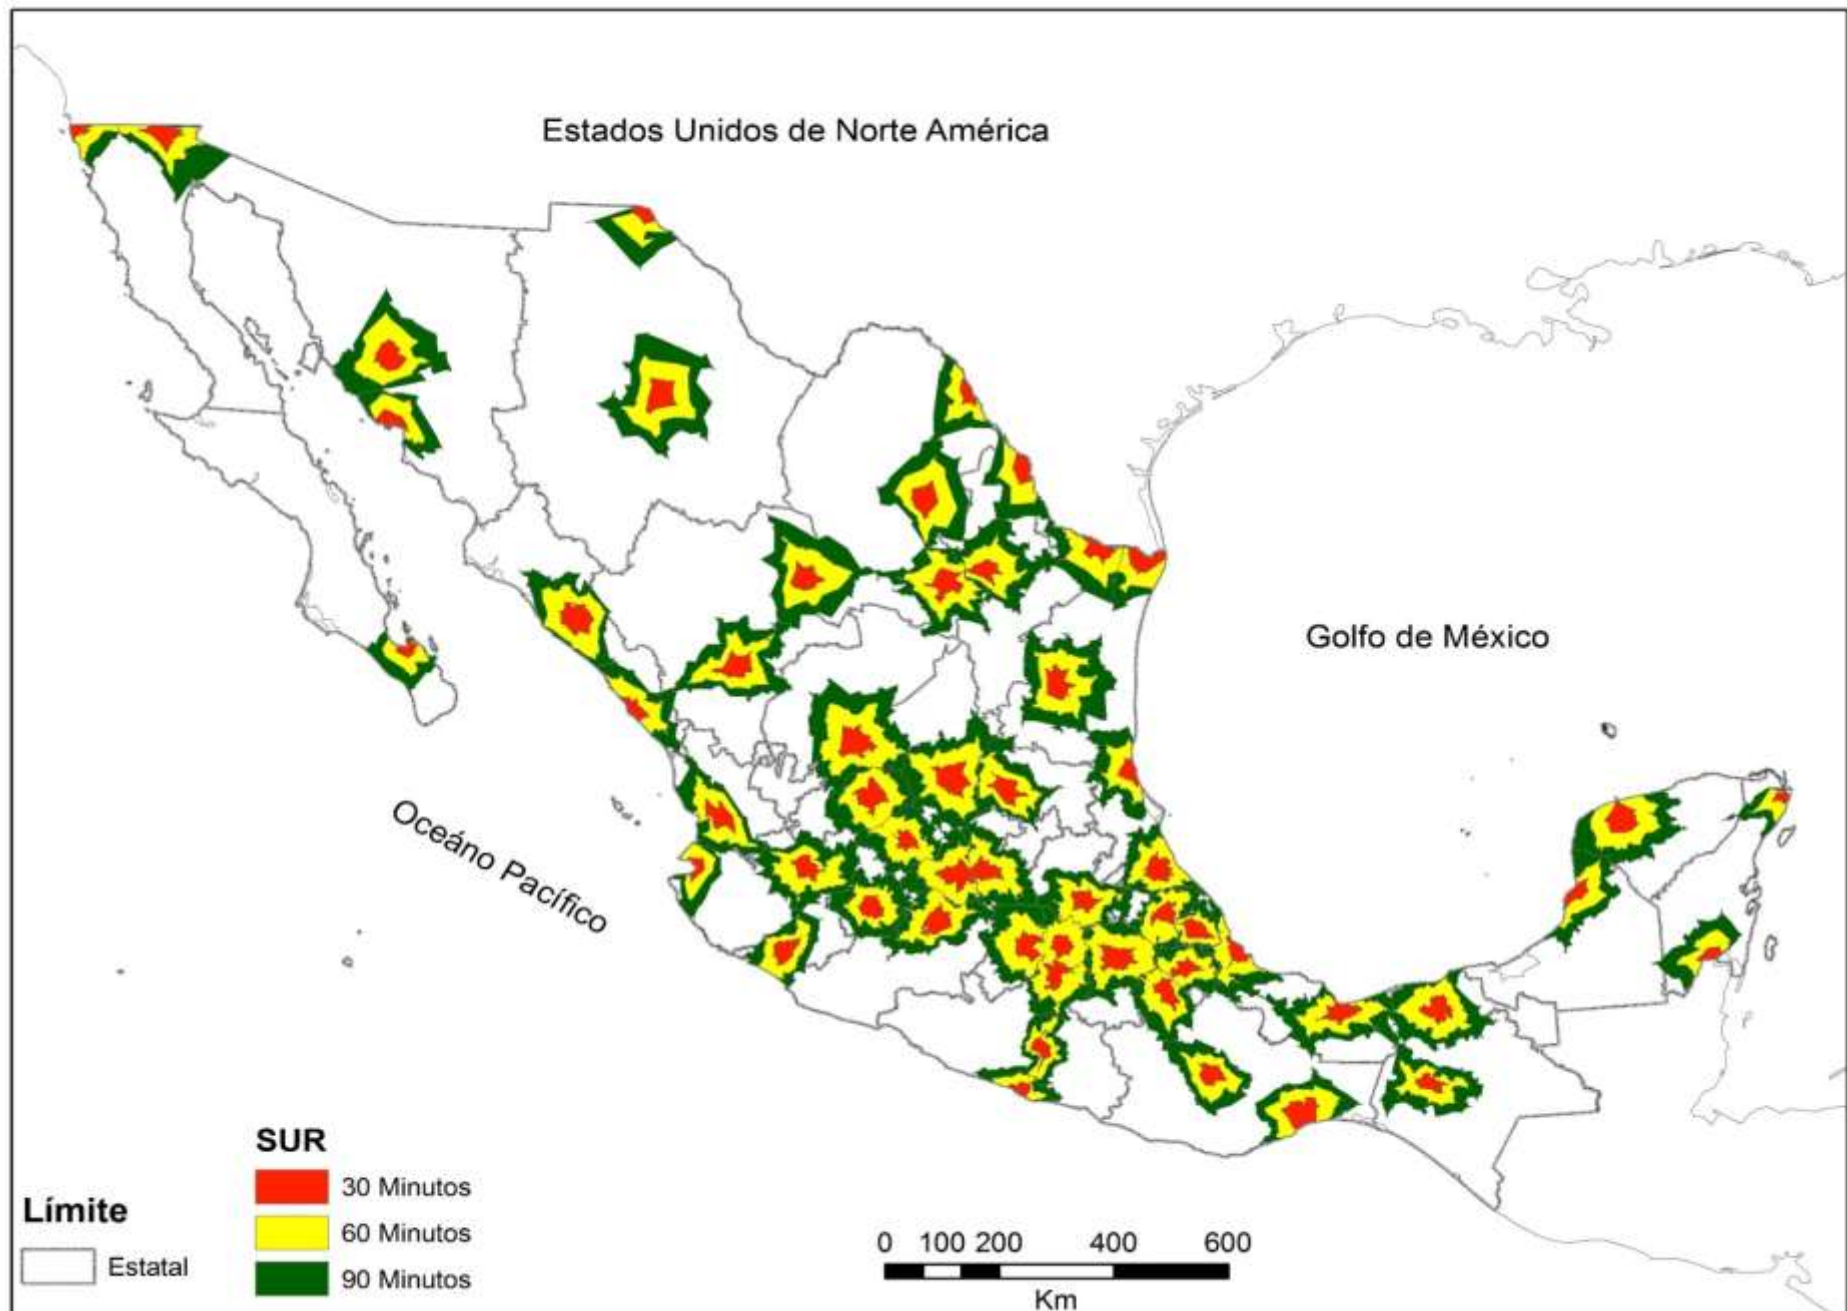 Estados Unidos de Norte América
Golfo de México
Oceáno Pacífico
SUR
30 Minutos
60 Minutos
90 Minutos
Límite
Estatal
0 100 200 400 600
Km